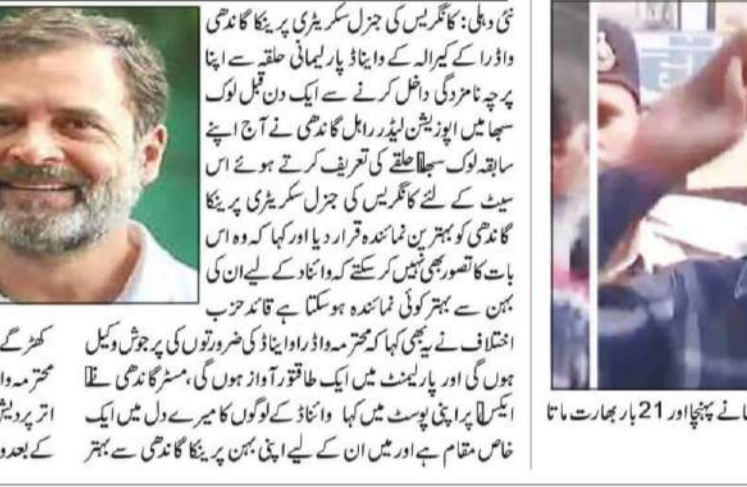 نئی دہلی: کانگریس کی جنرل سکریٹری پرینکا گاندھی
واڈرا کے کیرالہ کے وایناڈ پارلیمانی حلقہ سے اپنا
پرچہ نامزدگی داخل کرنے سے ایک دن قبل لوک
سبھا میں اپوزیشن لیڈر راہل گاندھی نے آج اپنے
سابقہ لوک سبھا حلقے کی تعریف کرتے ہوئے اس
سیٹ کے لئے کانگریس کی جنرل سکریٹری پرینکا
گاندھی کو بہترین نمائندہ قرار دیا اور کہا کہ وہ اس
بات کا تصور بھی نہیں کر سکتے کہ وائناد کے لیے ان کی
بہن سے بہتر کوئی نمائندہ ہو سکتا ہے قائد حزب
اختلاف نے یہ بھی کہا کہ محترمہ واڈرا وایناڈ کی ضرورتوں کی پرجوش وکیل
ہوں گی اور پارلیمنٹ میں ایک طاقتور آواز ہوں گی، مسٹر گاندھی نے
ایکس پر اپنی پوسٹ میں کہا وائناڈ کے لوگوں کا میرے دل میں ایک
خاص مقام ہے اور میں ان کے لیے اپنی بہن پرینکا گاندھی سے بہتر
کھڑگے
محترمہ وا
اتر پردیش
کے بعد و
نے پہنچا اور 21 بار بھارت ماتا